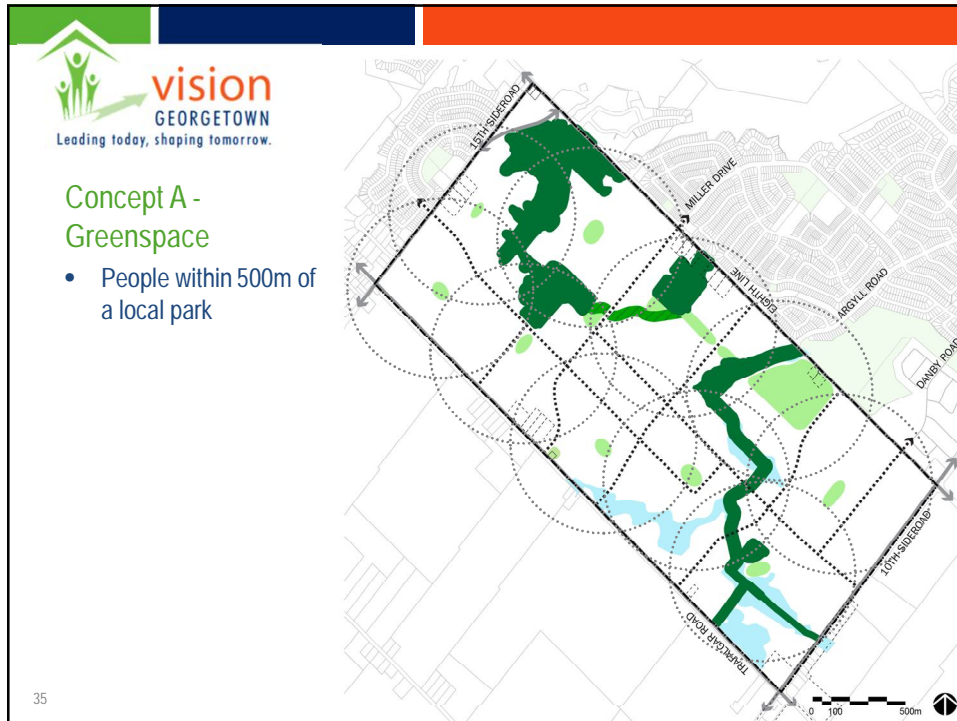 vision
GEORGETOWN
Leading today, shaping tomorrow.
Concept A -
Greenspace
• People within 500m of
a local park
15TH SIDEROAD
MILLER DRIVE
EIGHTH LINE
ARGYLL ROAD
DANBY ROAD
10TH SIDEROAD
TRAFALGAR ROAD
0 100 500m
35